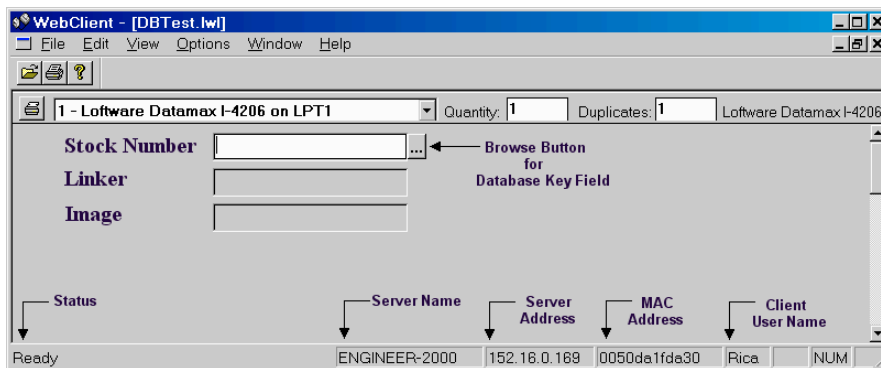 WebClient - [DBTest.lwl]
File Edit View Options Window Help
1 - Loftware Datamax I-4206 on LPT1 Quantity: 1 Duplicates: 1 Loftware Datamax I-4206
Stock Number ... Browse Button
for
Linker Database Key Field
Image
Status Server Name Server MAC Client
Address Address User Name
Ready ENGINEER-2000 152.16.0.169 0050da1fda30 Rica NUM